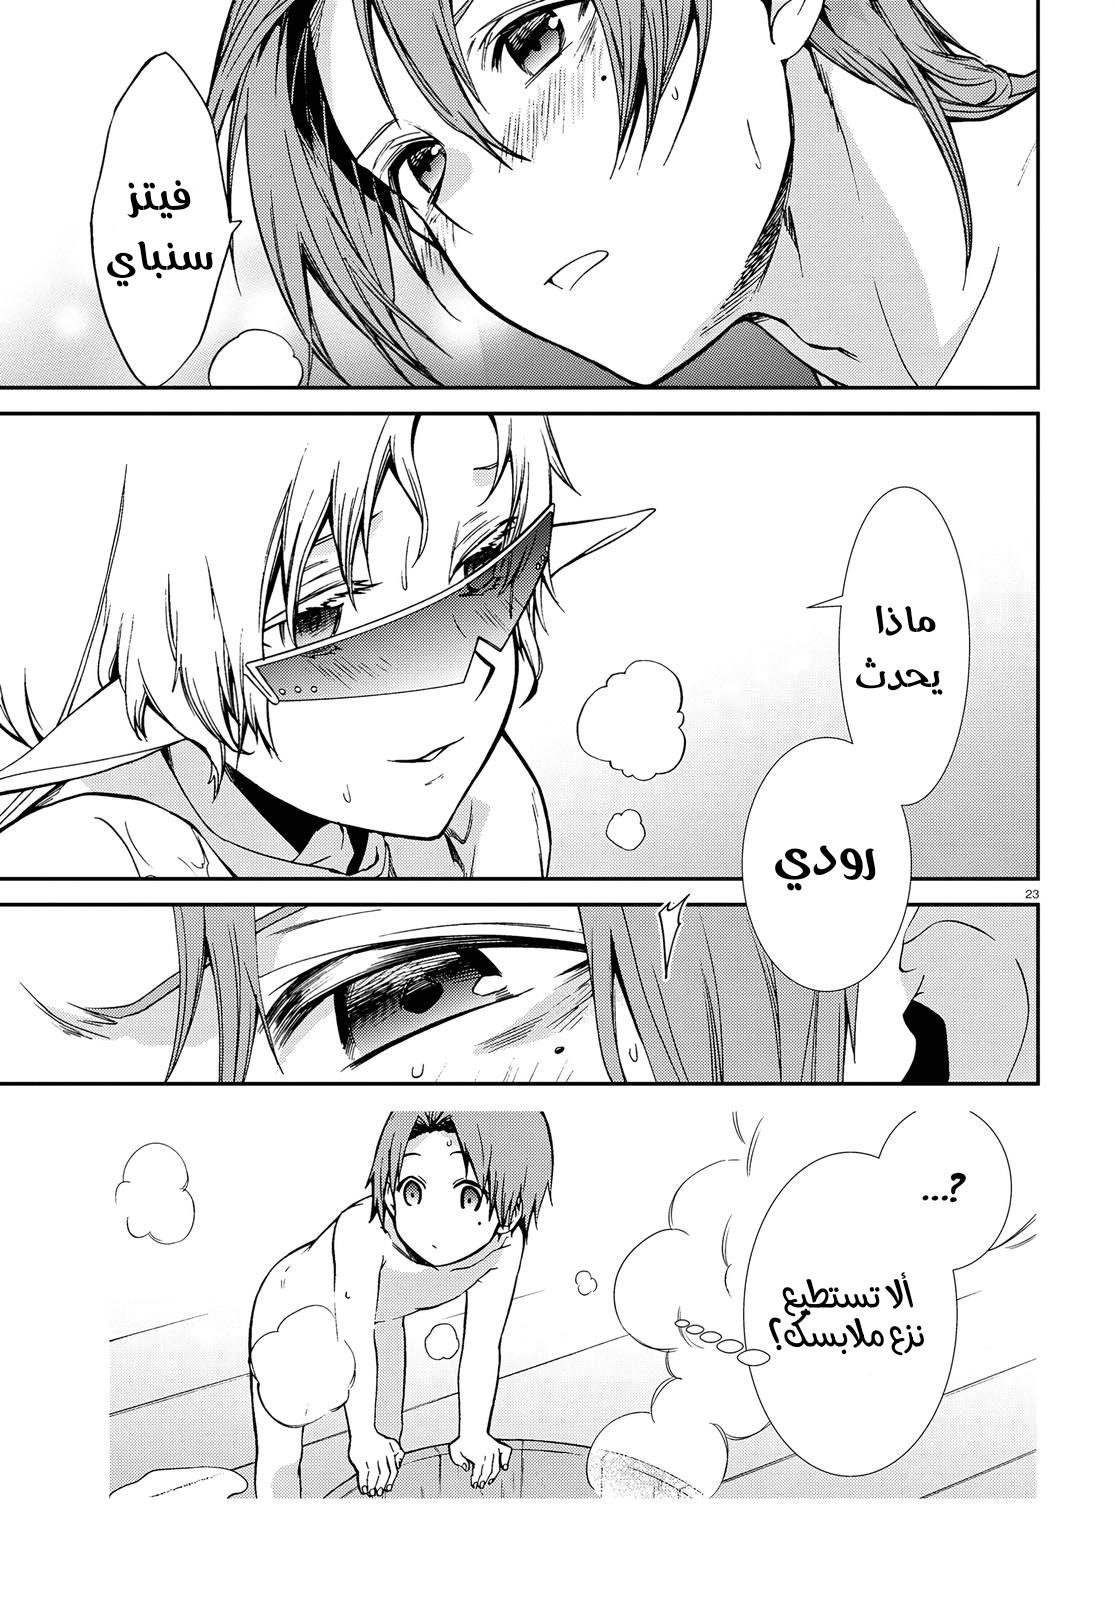 فيتز
سنباي
ماذا
يحدث
رودي
23
...?
ألا تستطيع
نزع ملابسك؟